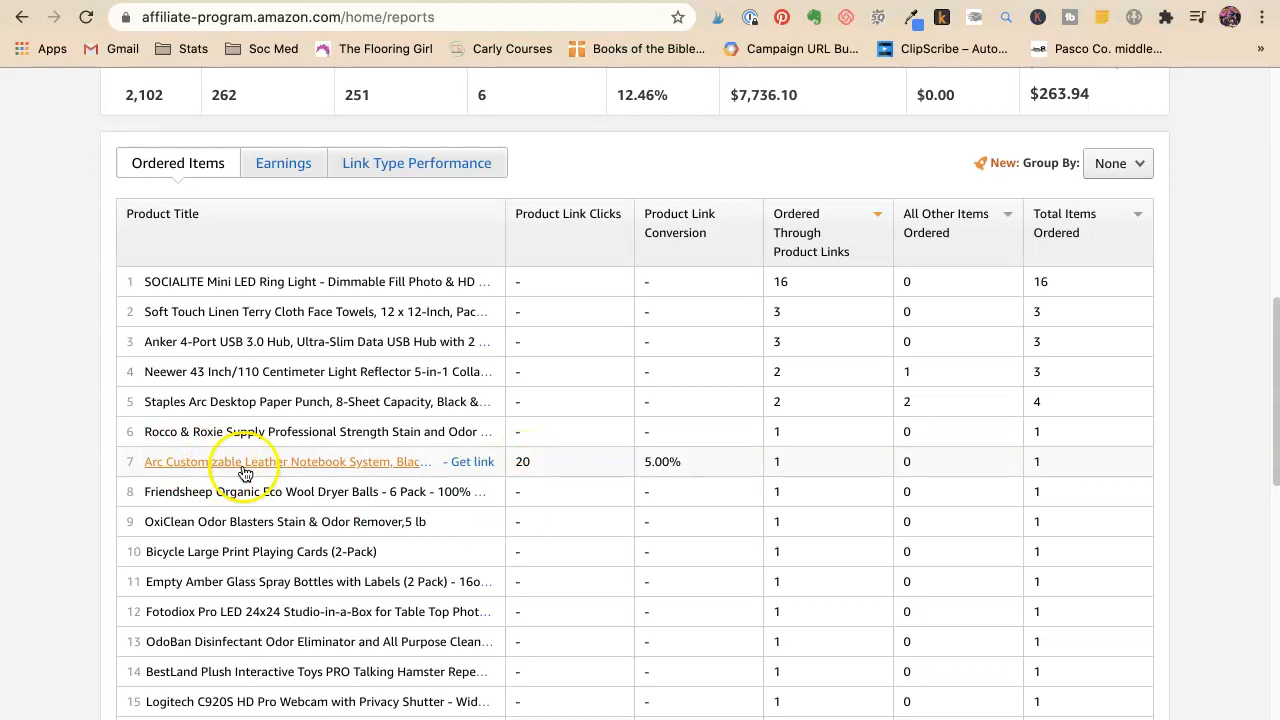 affiliate-program.amazon.com/home/reports
Apps Gmail Stats Soc Med The Flooring Girl Carly Courses Books of the Bible... Campaign URL Bu... ClipScribe – Auto... Pasco Co. middle... »
2,102 262 251 6 12.46% $7,736.10 $0.00 $263.94
Ordered Items Earnings Link Type Performance New: Group By: None
Product Title Product Link Clicks Product Link Conversion Ordered Through Product Links All Other Items Ordered Total Items Ordered
1 SOCIALITE Mini LED Ring Light - Dimmable Fill Photo & HD ... - - 16 0 16
2 Soft Touch Linen Terry Cloth Face Towels, 12 x 12-Inch, Pac... - - 3 0 3
3 Anker 4-Port USB 3.0 Hub, Ultra-Slim Data USB Hub with 2 ... - - 3 0 3
4 Neewer 43 Inch/110 Centimeter Light Reflector 5-in-1 Colla... - - 2 1 3
5 Staples Arc Desktop Paper Punch, 8-Sheet Capacity, Black &... - - 2 2 4
6 Rocco & Roxie Supply Professional Strength Stain and Odor ... - - 1 0 1
7 Arc Customizable Leather Notebook System, Blac... - Get link 20 5.00% 1 0 1
8 Friendsheep Organic Eco Wool Dryer Balls - 6 Pack - 100% ... - - 1 0 1
9 OxiClean Odor Blasters Stain & Odor Remover,5 lb - - 1 0 1
10 Bicycle Large Print Playing Cards (2-Pack) - - 1 0 1
11 Empty Amber Glass Spray Bottles with Labels (2 Pack) - 16o... - - 1 0 1
12 Fotodiox Pro LED 24x24 Studio-in-a-Box for Table Top Phot... - - 1 0 1
13 OdoBan Disinfectant Odor Eliminator and All Purpose Clean... - - 1 0 1
14 BestLand Plush Interactive Toys PRO Talking Hamster Repe... - - 1 0 1
15 Logitech C920S HD Pro Webcam with Privacy Shutter - Wid... - - 1 0 1